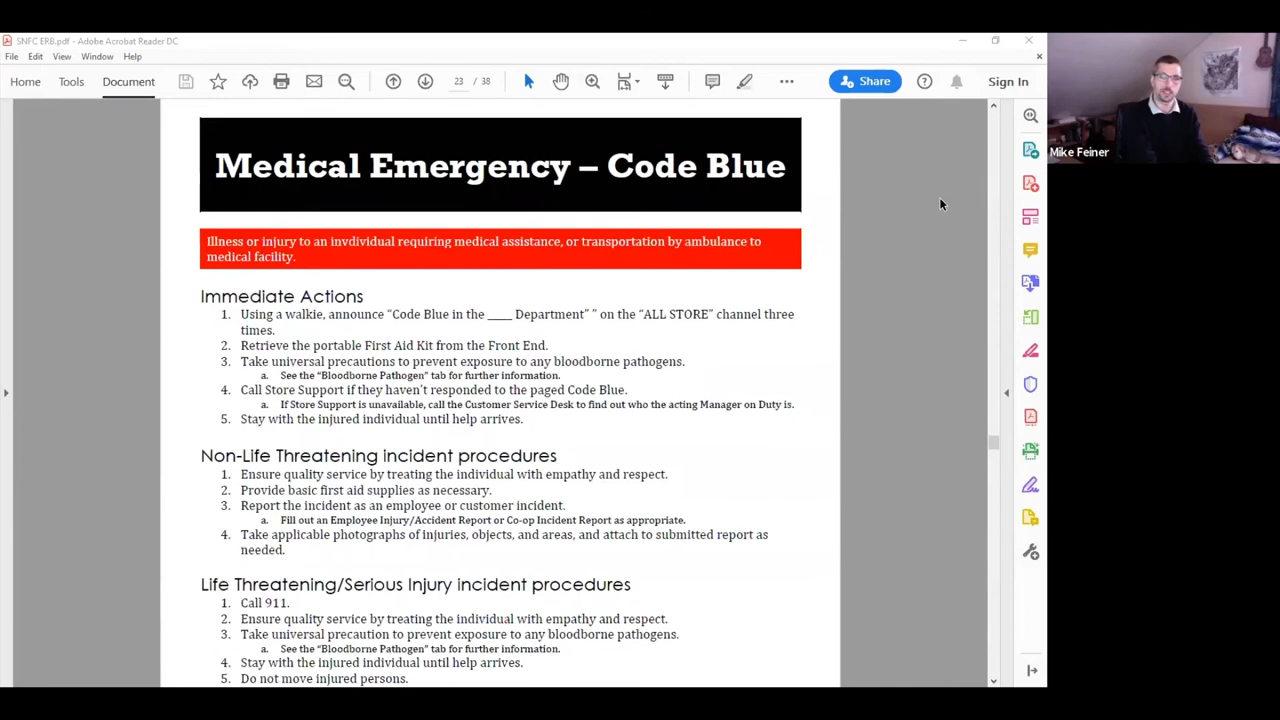 SNFC ERB.pdf - Adobe Acrobat Reader DC
File Edit View Window Help
Home Tools Document 23 / 38 Share Sign In
Mike Feiner
Medical Emergency – Code Blue
Illness or injury to an invdividual requiring medical assistance, or transportation by ambulance to
medical facility.
Immediate Actions
1. Using a walkie, announce “Code Blue in the ____ Department” ” on the “ALL STORE” channel three
times.
2. Retrieve the portable First Aid Kit from the Front End.
3. Take universal precautions to prevent exposure to any bloodborne pathogens.
a. See the “Bloodborne Pathogen” tab for further information.
4. Call Store Support if they haven’t responded to the paged Code Blue.
a. If Store Support is unavailable, call the Customer Service Desk to find out who the acting Manager on Duty is.
5. Stay with the injured individual until help arrives.
Non-Life Threatening incident procedures
1. Ensure quality service by treating the individual with empathy and respect.
2. Provide basic first aid supplies as necessary.
3. Report the incident as an employee or customer incident.
a. Fill out an Employee Injury/Accident Report or Co-op Incident Report as appropriate.
4. Take applicable photographs of injuries, objects, and areas, and attach to submitted report as
needed.
Life Threatening/Serious Injury incident procedures
1. Call 911.
2. Ensure quality service by treating the individual with empathy and respect.
3. Take universal precaution to prevent exposure to any bloodborne pathogens.
a. See the “Bloodborne Pathogen” tab for further information.
4. Stay with the injured individual until help arrives.
5. Do not move injured persons.